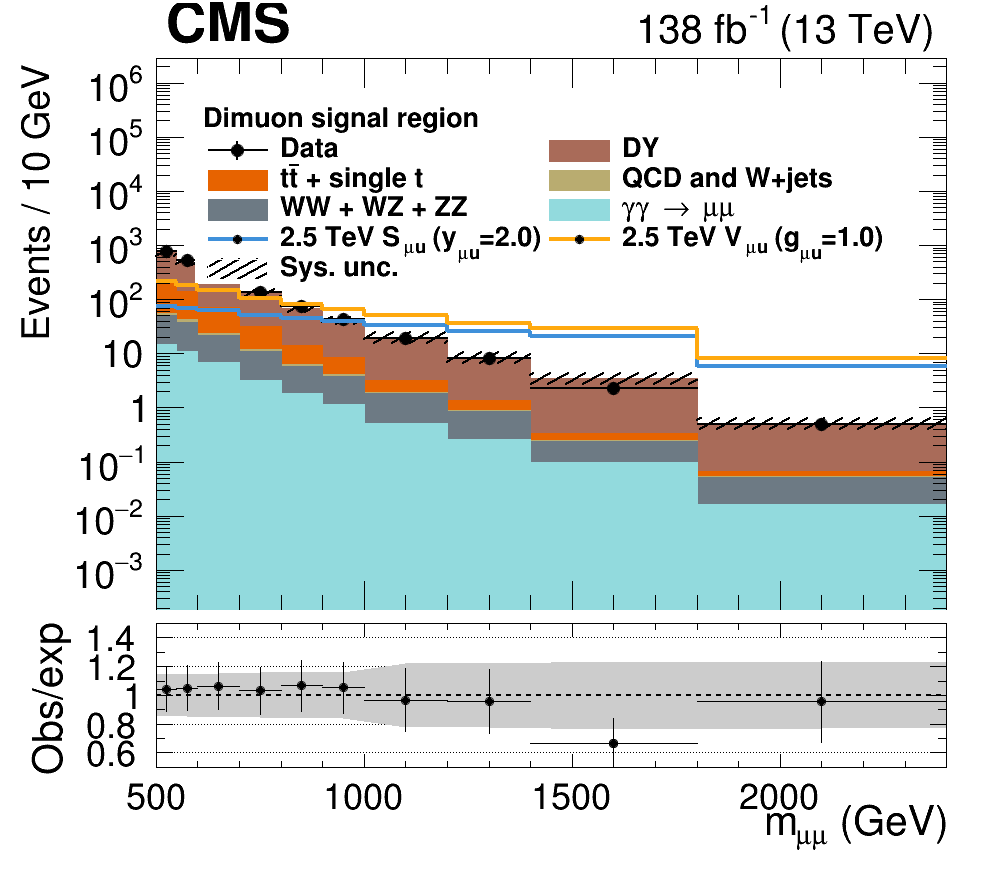 CMS 138 fb⁻¹ (13 TeV)
Events / 10 GeV
10⁶
10⁵
10⁴
10³
10²
10
1
10⁻¹
10⁻²
10⁻³
Dimuon signal region
Data DY
tt̄ + single t QCD and W+jets
WW + WZ + ZZ γγ → μμ
2.5 TeV S_μu (y_μu=2.0) 2.5 TeV V_μu (g_μu=1.0)
Sys. unc.
Obs/exp
1.4
1.2
1
0.8
0.6
500 1000 1500 2000
m_μμ (GeV)